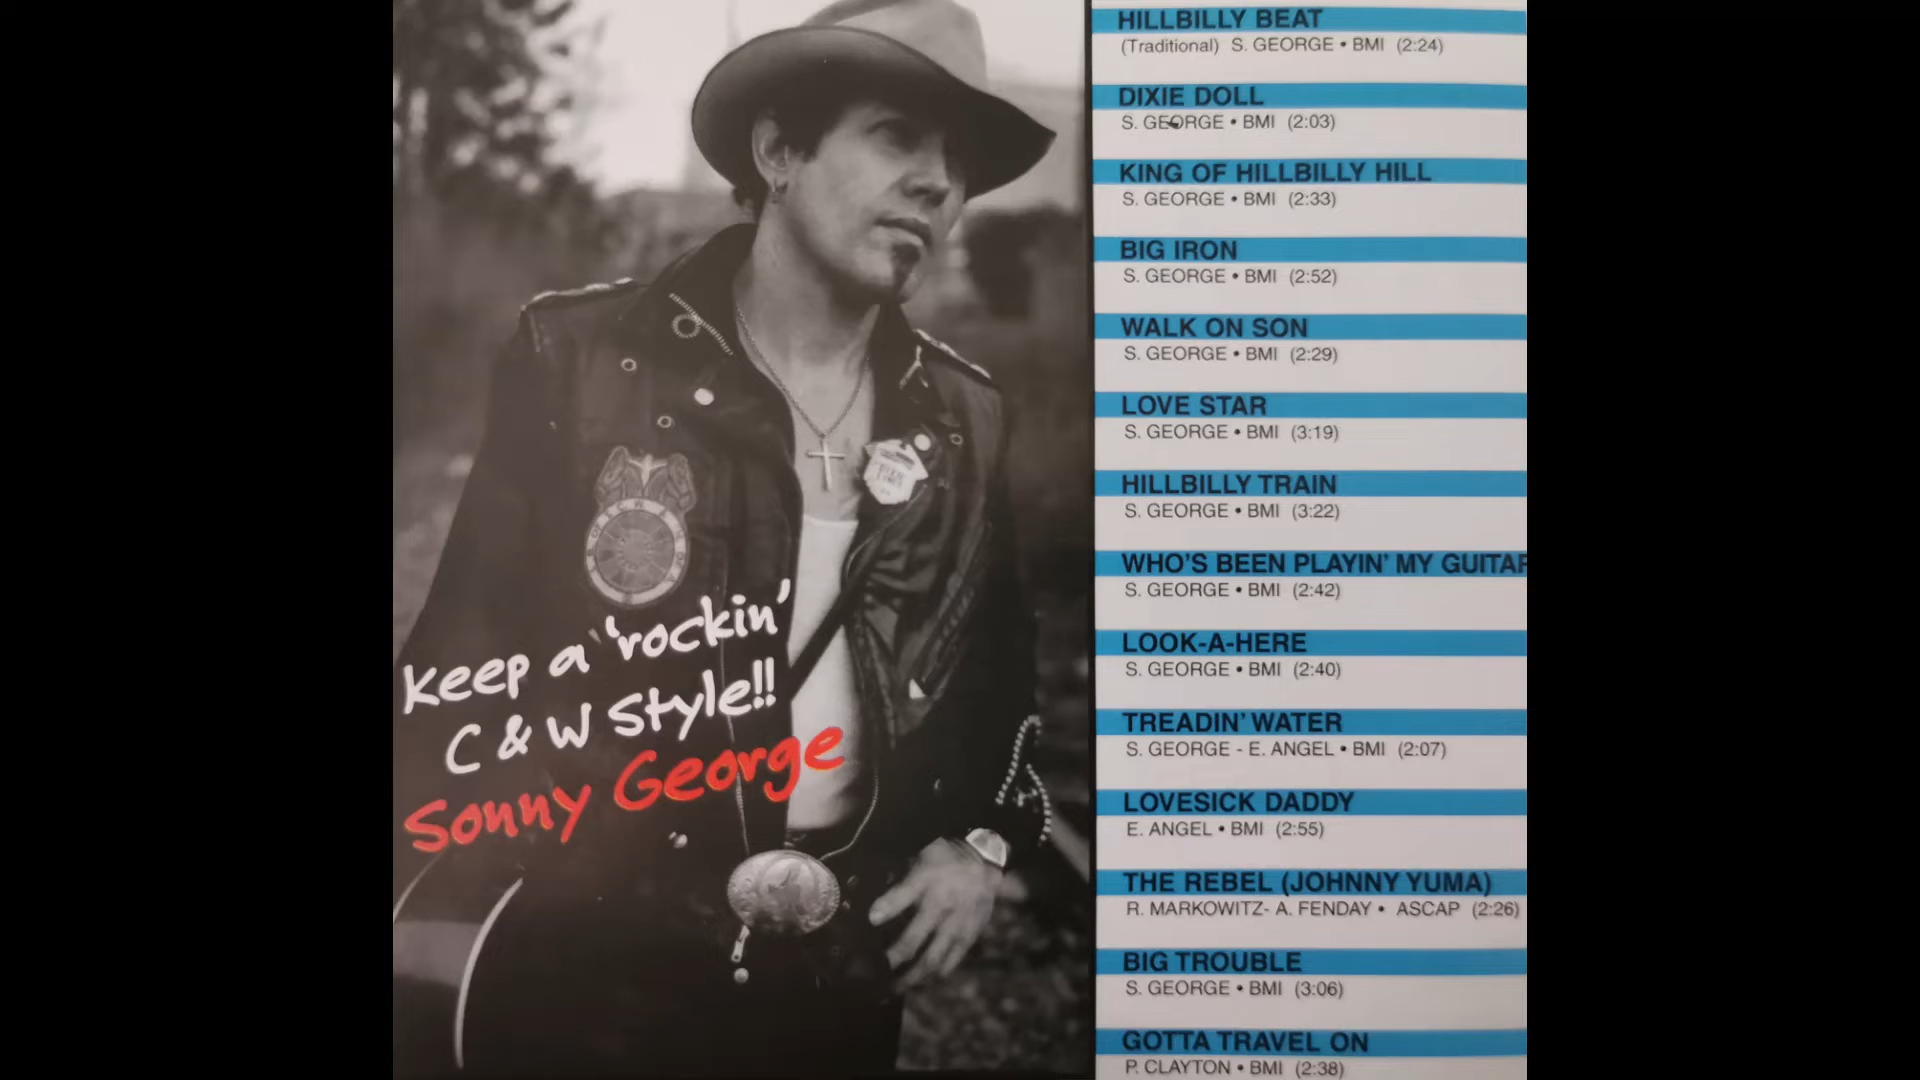 keep a 'rockin'
C & W Style!!
Sonny George
HILLBILLY BEAT
(Traditional) S. GEORGE • BMI (2:24)
DIXIE DOLL
S. GEORGE • BMI (2:03)
KING OF HILLBILLY HILL
S. GEORGE • BMI (2:33)
BIG IRON
S. GEORGE • BMI (2:52)
WALK ON SON
S. GEORGE • BMI (2:29)
LOVE STAR
S. GEORGE • BMI (3:19)
HILLBILLY TRAIN
S. GEORGE • BMI (3:22)
WHO'S BEEN PLAYIN' MY GUITAR
S. GEORGE • BMI (2:42)
LOOK-A-HERE
S. GEORGE • BMI (2:40)
TREADIN' WATER
S. GEORGE - E. ANGEL • BMI (2:07)
LOVESICK DADDY
E. ANGEL • BMI (2:55)
THE REBEL (JOHNNY YUMA)
R. MARKOWITZ- A. FENDAY • ASCAP (2:26)
BIG TROUBLE
S. GEORGE • BMI (3:06)
GOTTA TRAVEL ON
P. CLAYTON • BMI (2:38)